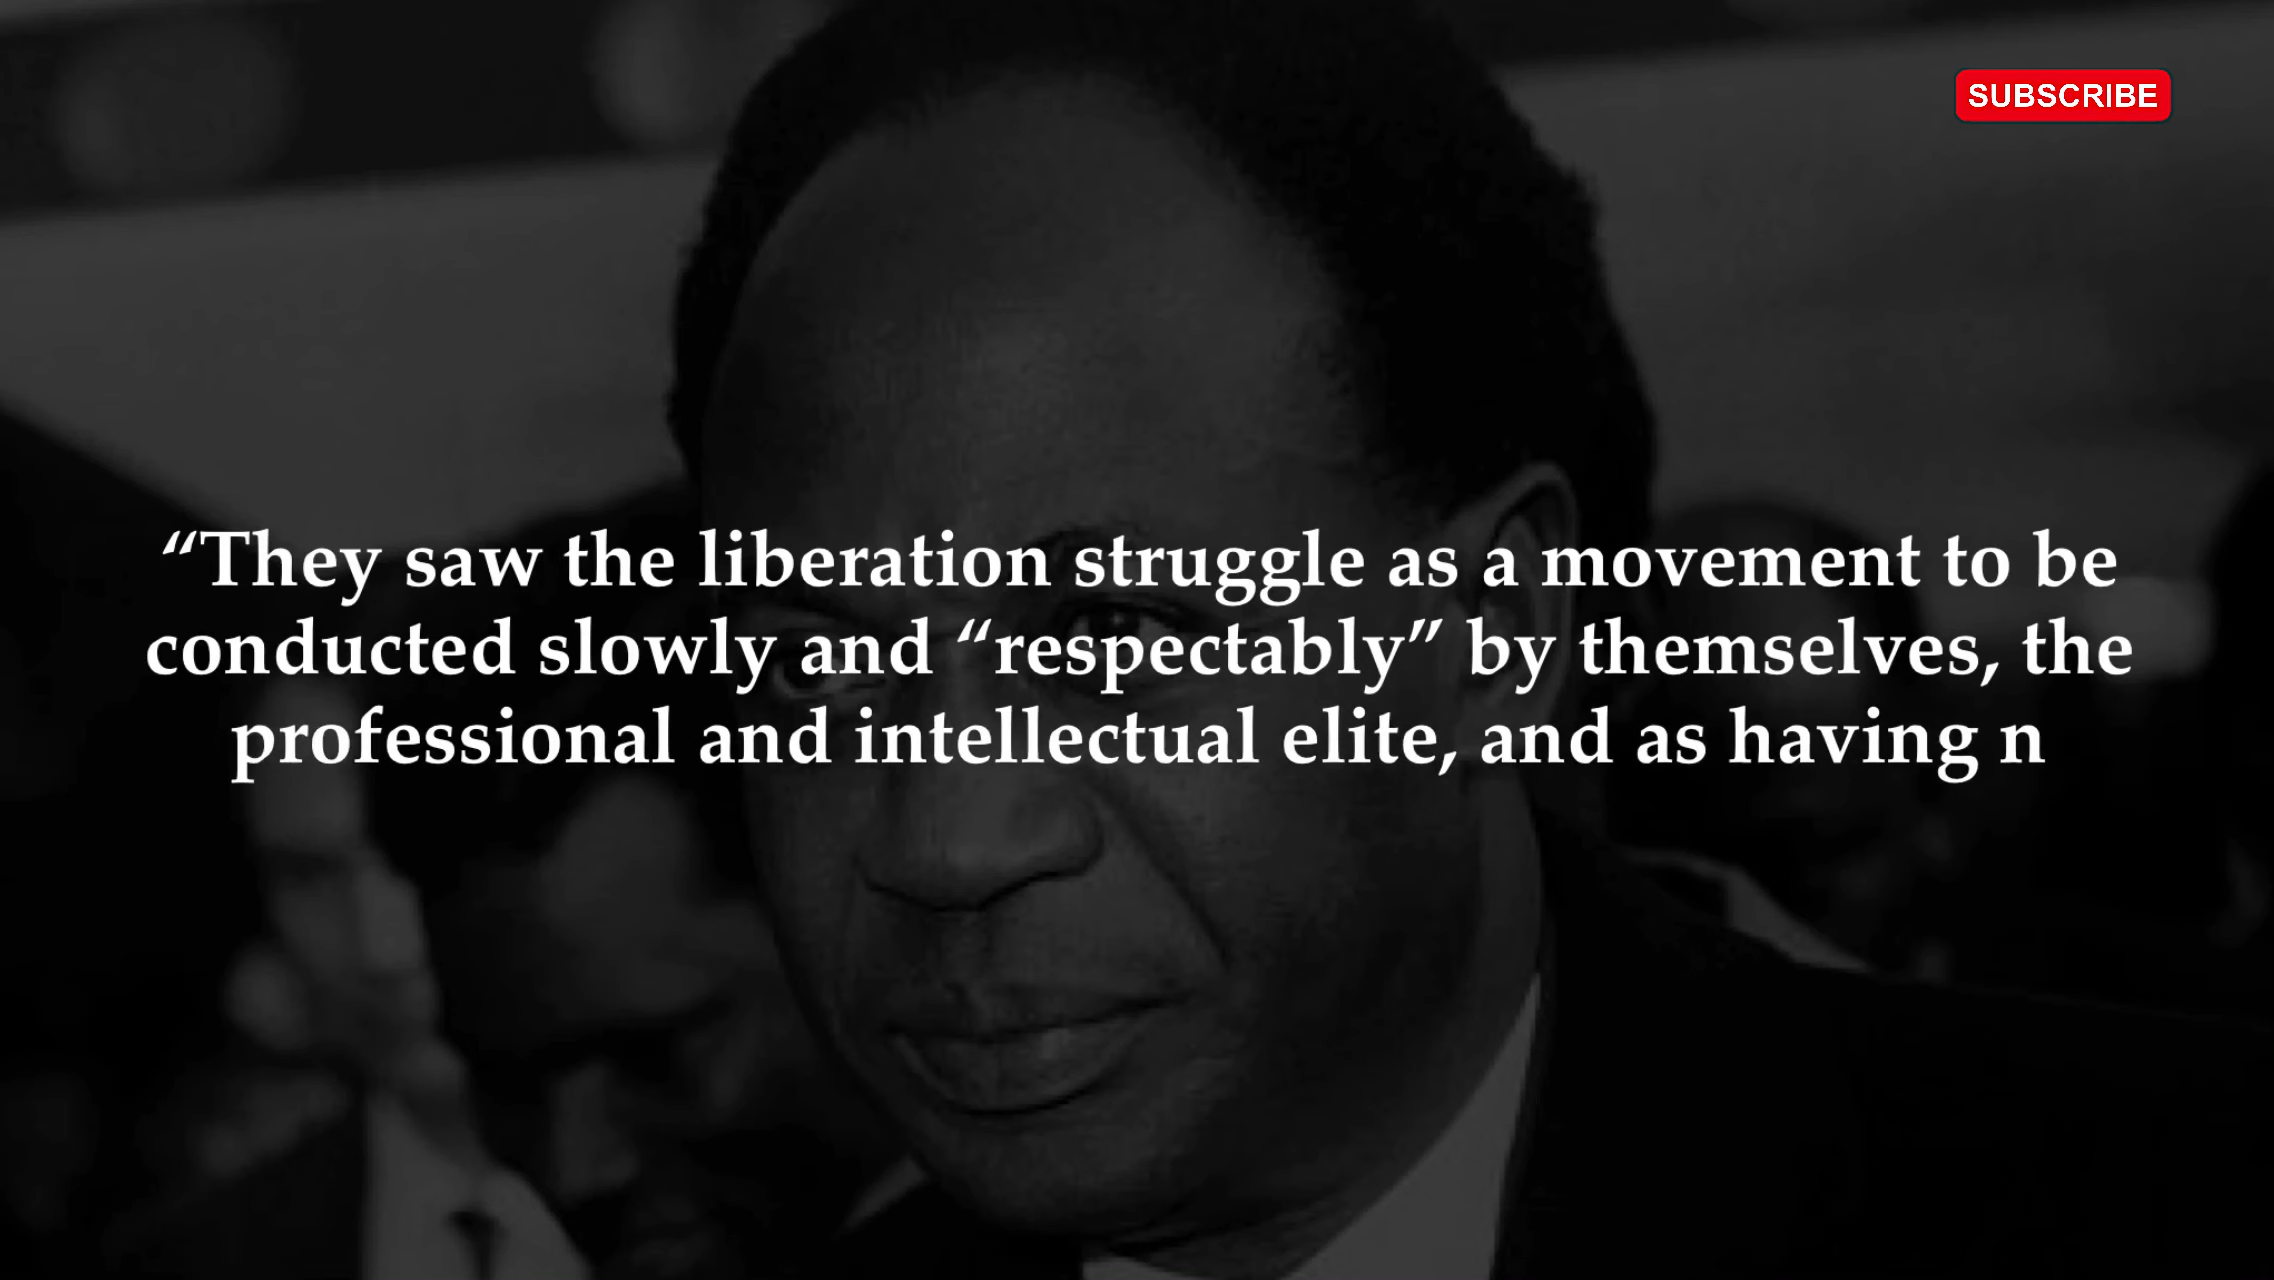 SUBSCRIBE
“They saw the liberation struggle as a movement to be
conducted slowly and “respectably” by themselves, the
professional and intellectual elite, and as having n